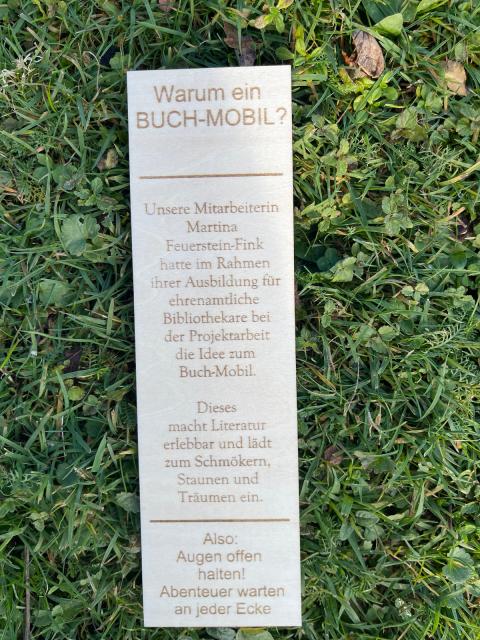 Warum ein
BUCH-MOBIL?
Unsere Mitarbeiterin
Martina
Feuerstein-Fink
hatte im Rahmen
ihrer Ausbildung für
ehrenamtliche
Bibliothekare bei
der Projektarbeit
die Idee zum
Buch-Mobil.
Dieses
macht Literatur
erlebbar und lädt
zum Schmökern,
Staunen und
Träumen ein.
Also:
Augen offen
halten!
Abenteuer warten
an jeder Ecke